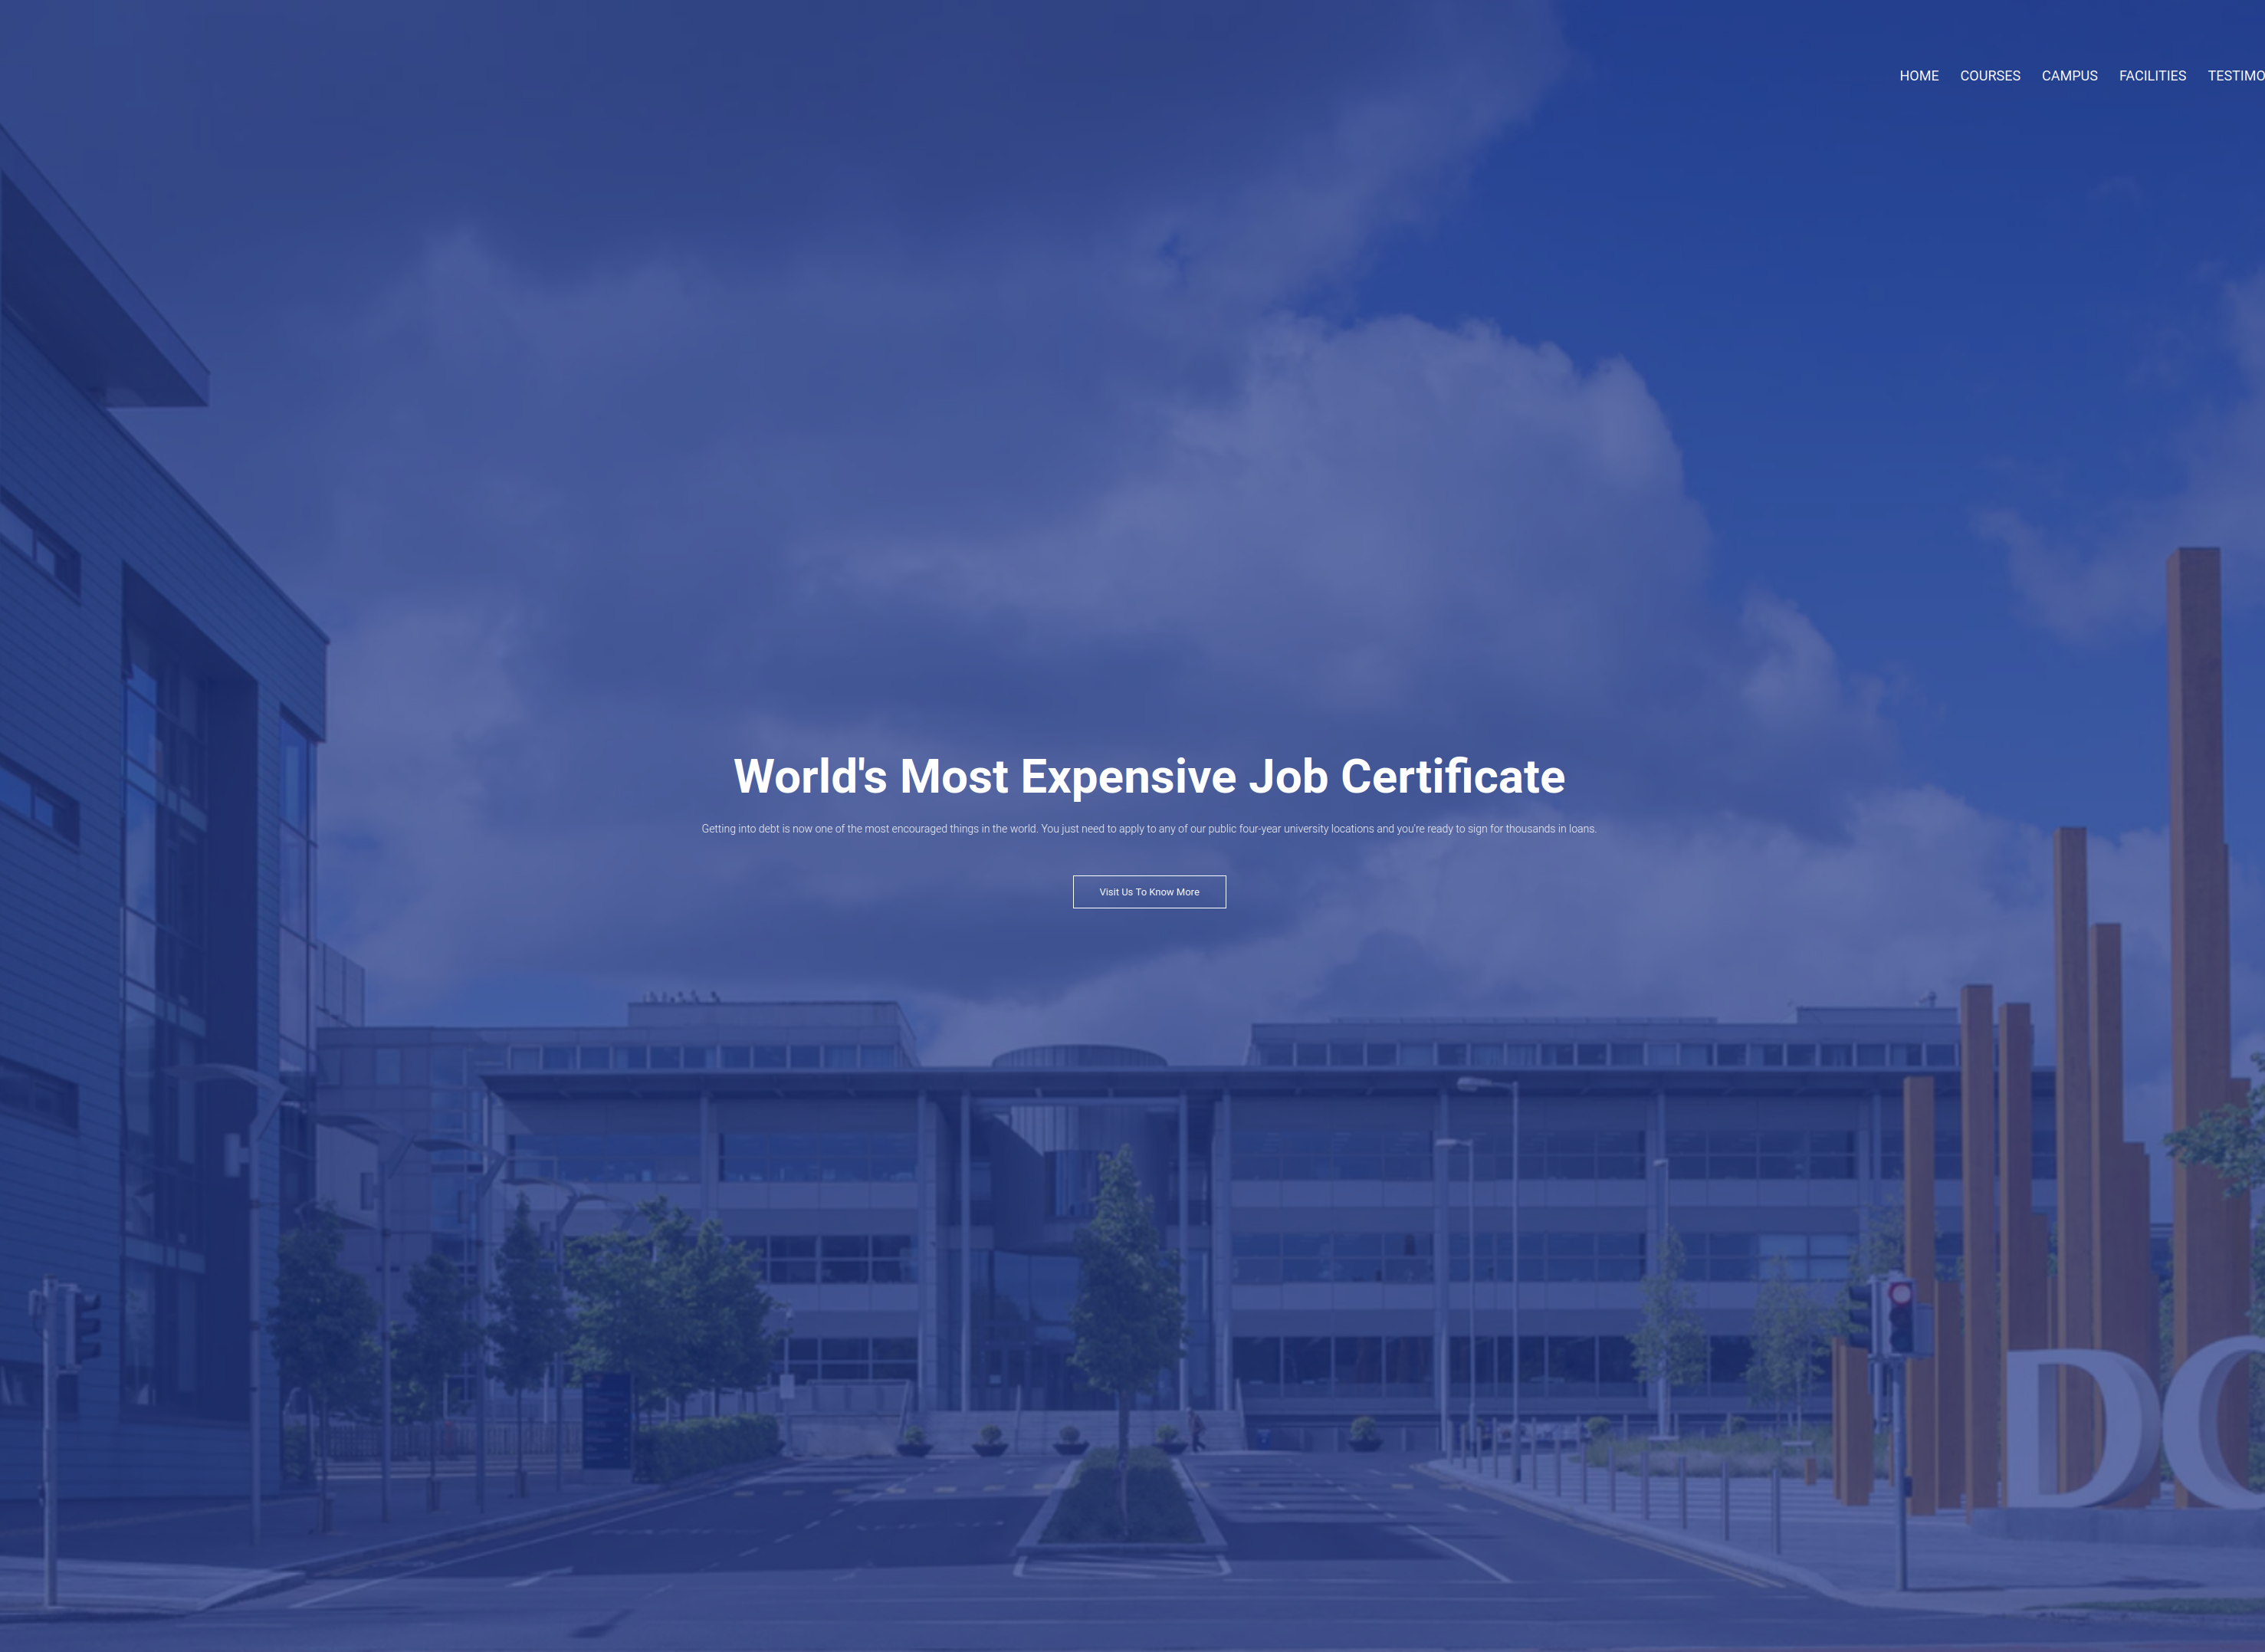 HOME COURSES CAMPUS FACILITIES TESTIMO
World's Most Expensive Job Certificate
Getting into debt is now one of the most encouraged things in the world. You just need to apply to any of our public four-year university locations and you're ready to sign for thousands in loans.
Visit Us To Know More
DC